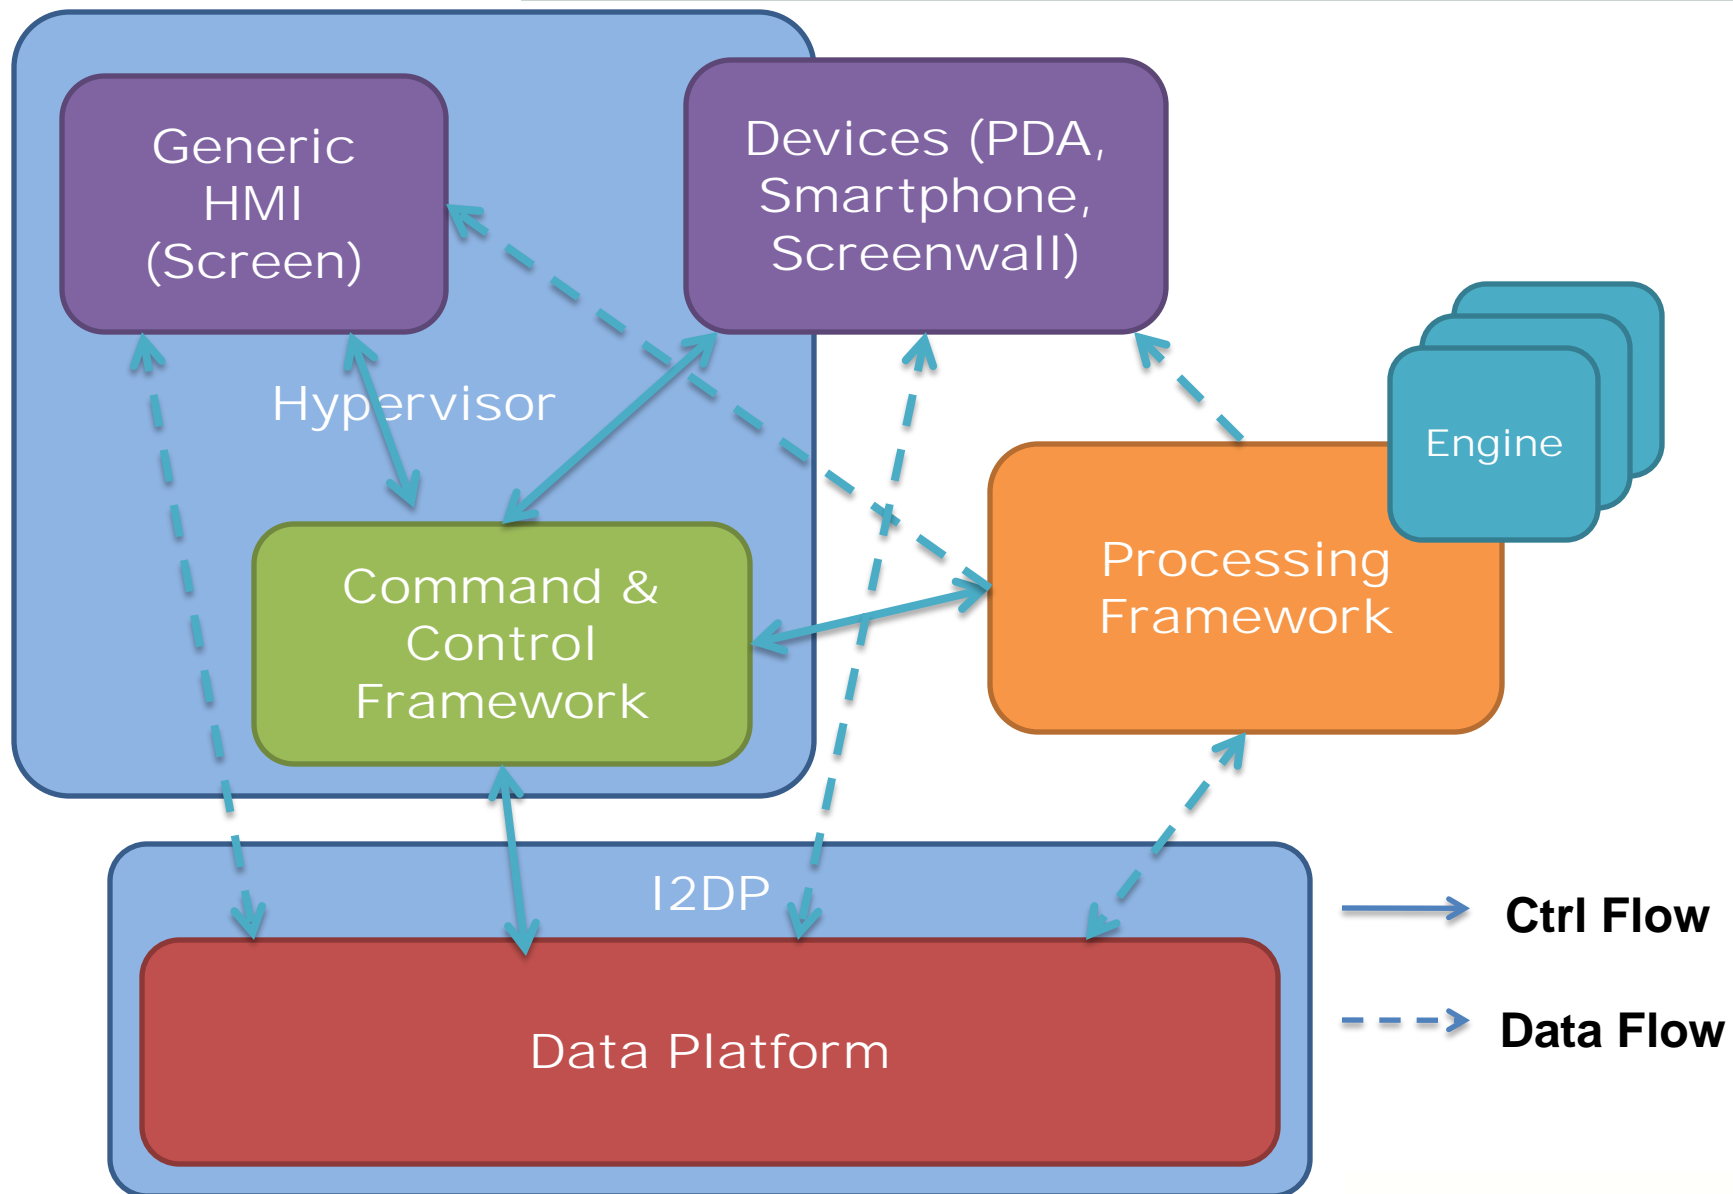 Generic
HMI
(Screen)
Devices (PDA,
Smartphone,
Screenwall)
Hypervisor
Engine
Command &
Control
Framework
Processing
Framework
I2DP
Data Platform
Ctrl Flow
Data Flow